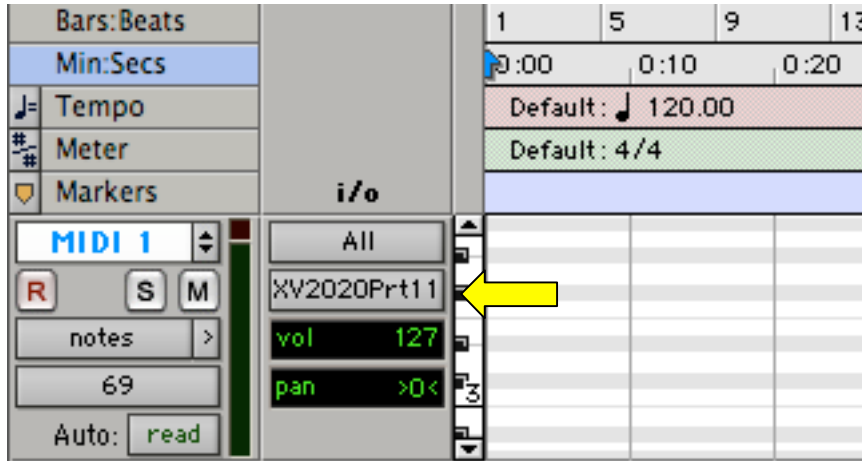 Bars:Beats 1 5 9 13
Min:Secs 0:00 0:10 0:20
Tempo Default: 120.00
Meter Default: 4/4
Markers i/o
MIDI 1 All
R S M XV2020Prt11
notes > vol 127
69 pan >0< 3
Auto: read